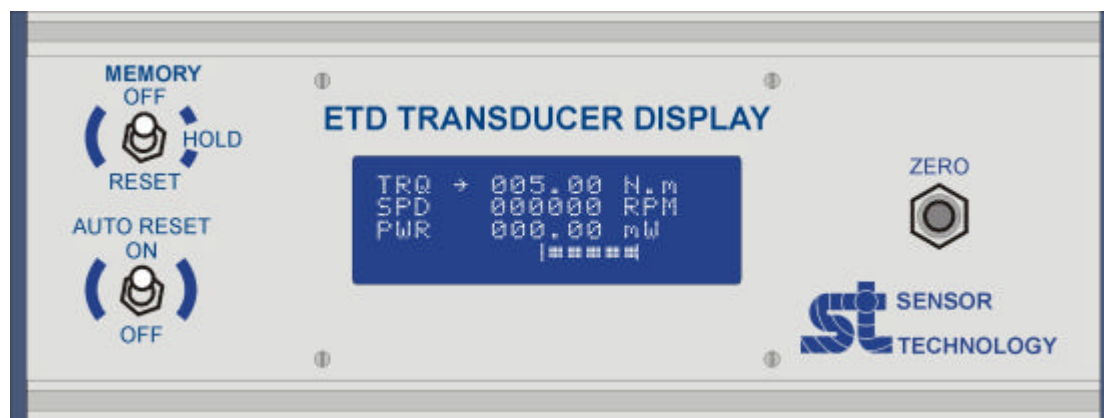 MEMORY
OFF
HOLD
RESET
AUTO RESET
ON
OFF
ETD TRANSDUCER DISPLAY
TRQ → 005.00 N.m
SPD 000000 RPM
PWR 000.00 mW
ZERO
st SENSOR
TECHNOLOGY